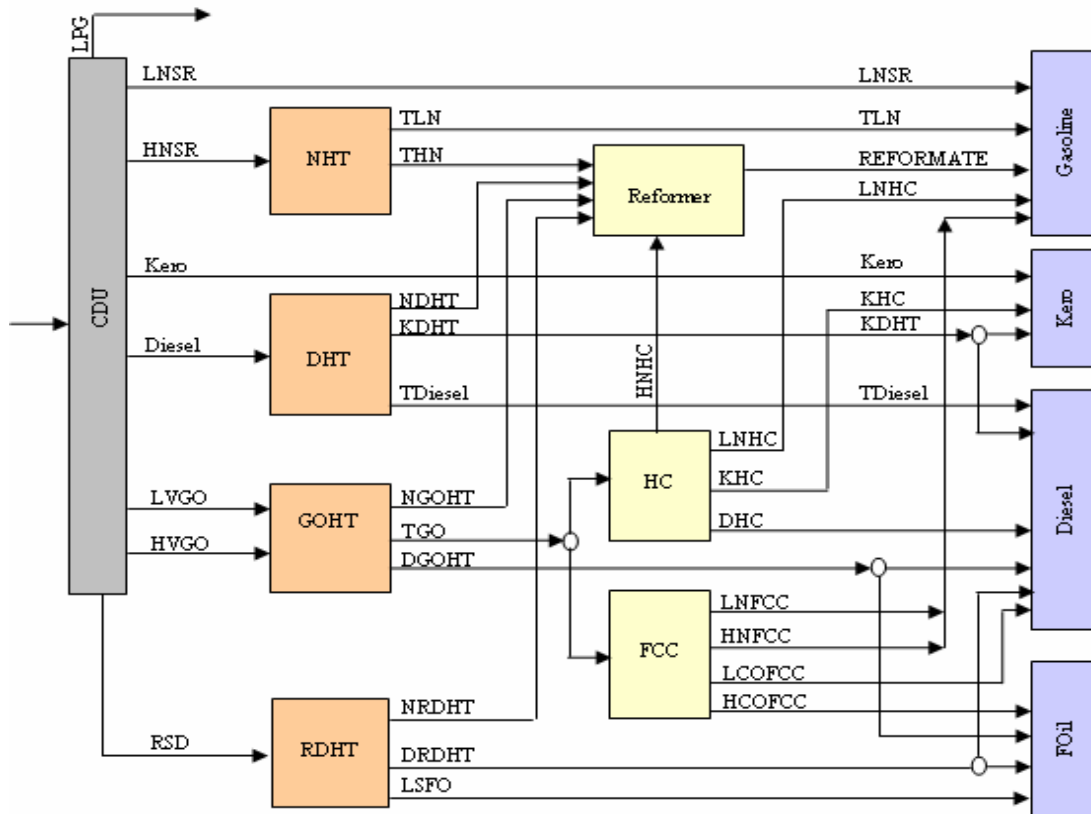 LPG
LNSR LNSR
TLN TLN
HNSR NHT THN REFORMATE Gasoline
Reformer LNHC
Kero Kero
CDU NDHT KHC Kero
KDHT KDHT
Diesel DHT HNHC
TDiesel TDiesel
LNHC
LVGO NGOHT HC KHC
GOHT TGO DHC Diesel
HVGO DGOHT
LNFCC
FCC HNFCC
LCOFCC
NRDHT HCOFCC
RSD RDHT DRDHT FOil
LSFO